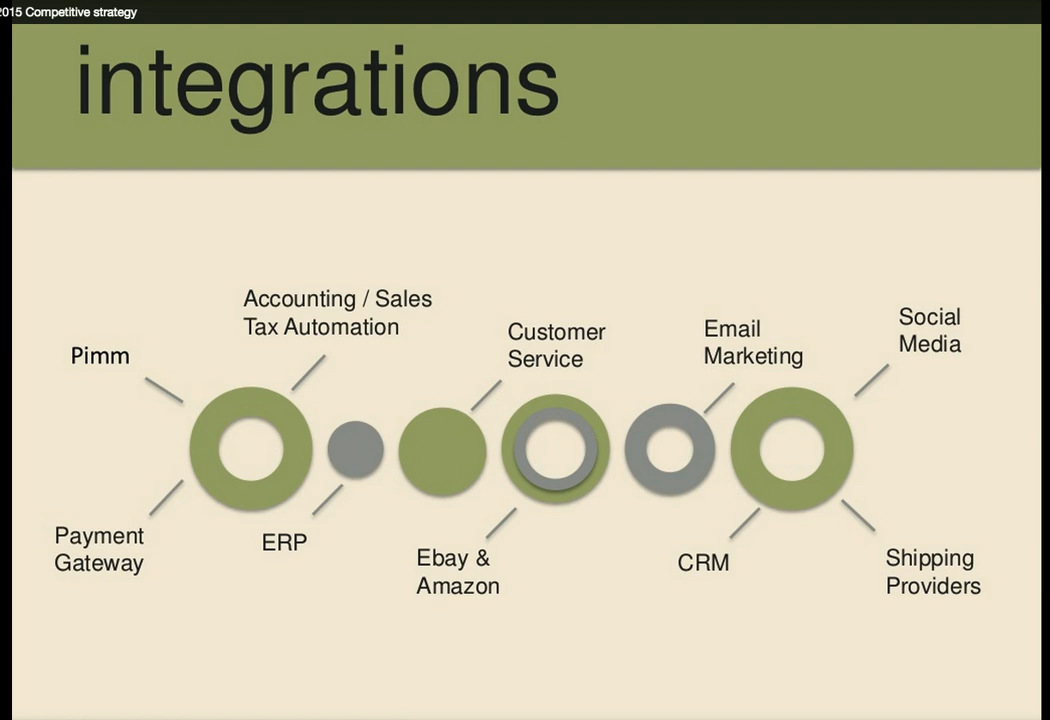 2015 Competitive strategy
integrations
Accounting / Sales
Tax Automation
Pimm
Customer
Service
Email
Marketing
Social
Media
Payment
Gateway
ERP
Ebay &
Amazon
CRM
Shipping
Providers